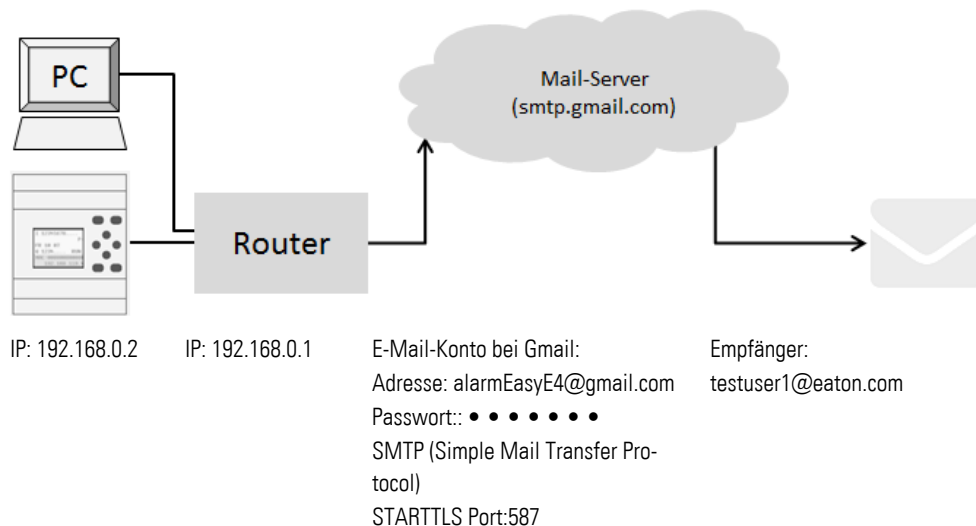 PC
Mail-Server
(smtp.gmail.com)
Router
IP: 192.168.0.2
IP: 192.168.0.1
E-Mail-Konto bei Gmail:
Adresse: alarmEasyE4@gmail.com
Passwort:: ● ● ● ● ● ● ●
SMTP (Simple Mail Transfer Pro-
tocol)
STARTTLS Port:587
Empfänger:
testuser1@eaton.com